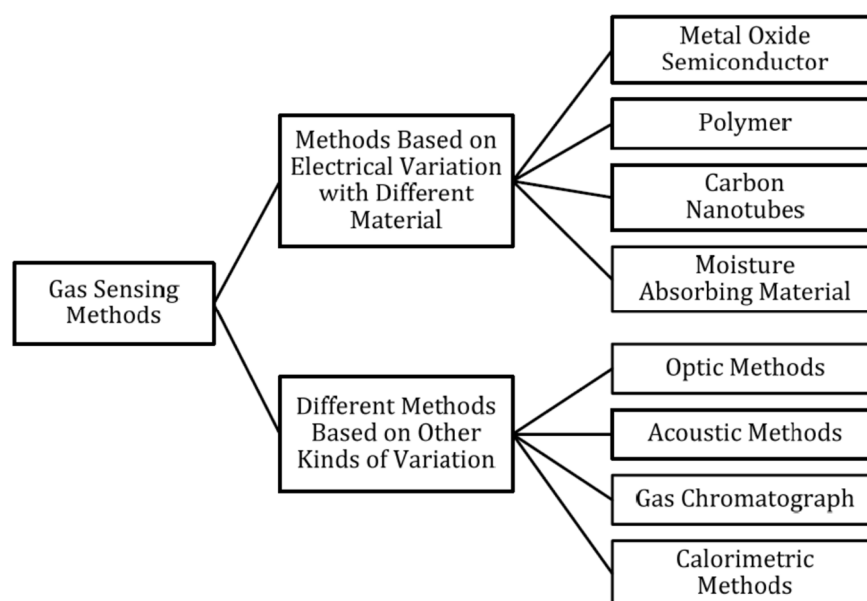 Gas Sensing
Methods
Methods Based on
Electrical Variation
with Different
Material
Metal Oxide
Semiconductor
Polymer
Carbon
Nanotubes
Moisture
Absorbing Material
Different Methods
Based on Other
Kinds of Variation
Optic Methods
Acoustic Methods
Gas Chromatograph
Calorimetric
Methods